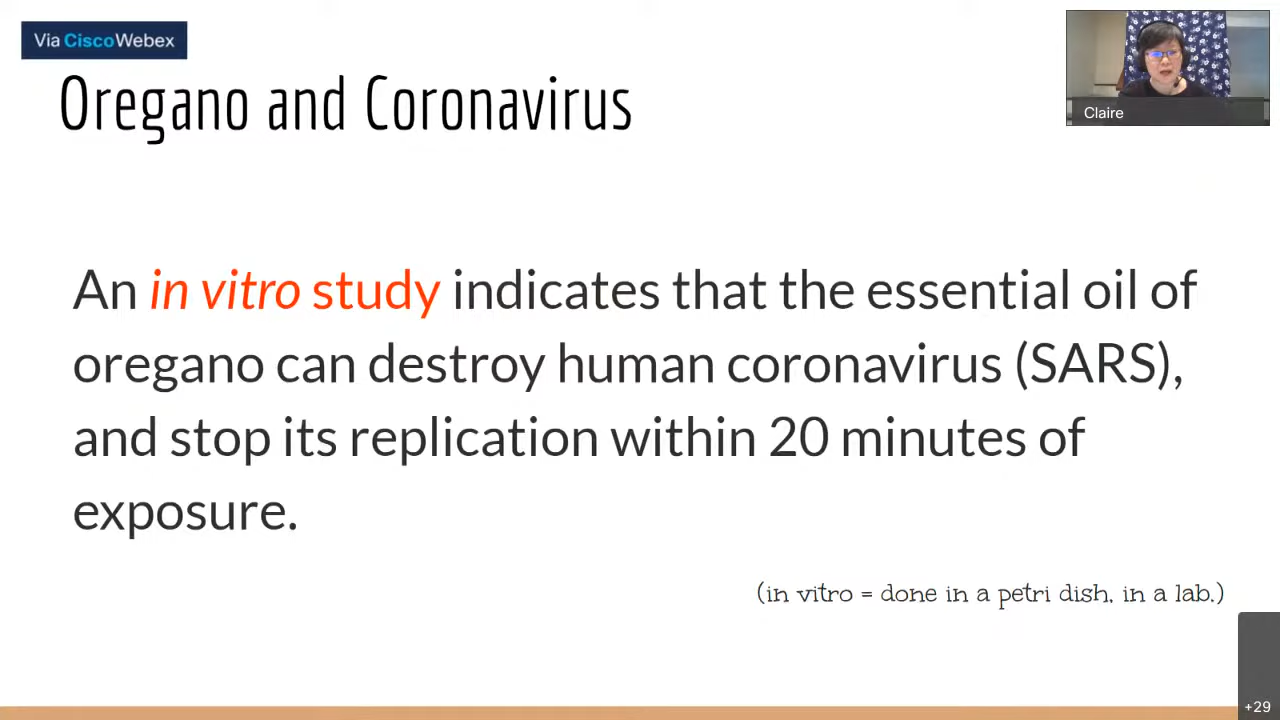 Via CiscoWebex
Oregano and Coronavirus
Claire
An in vitro study indicates that the essential oil of
oregano can destroy human coronavirus (SARS),
and stop its replication within 20 minutes of
exposure.
(in vitro = done in a petri dish, in a lab.)
+29